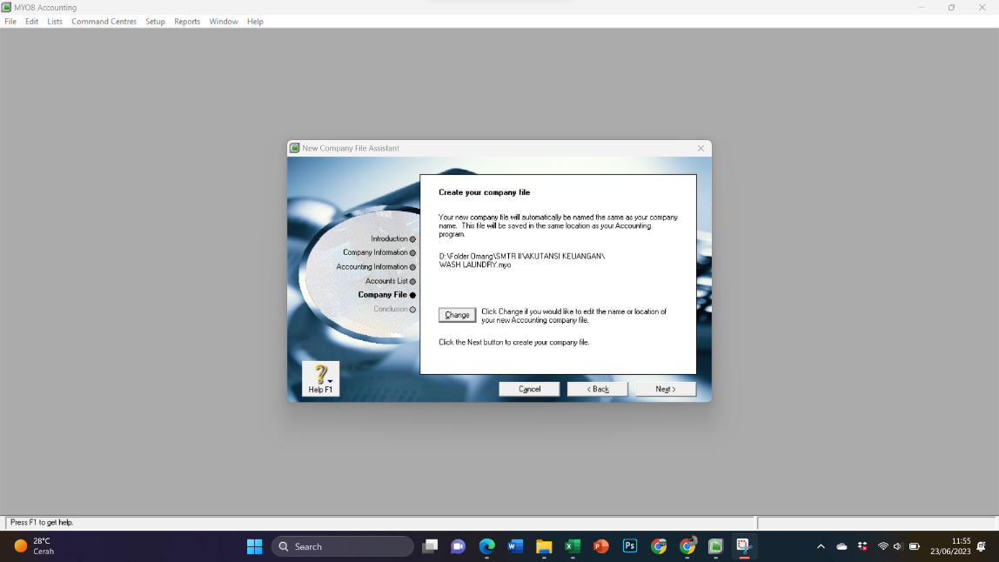 MYOB Accounting
File Edit Lists Command Centres Setup Reports Window Help
New Company File Assistant
Introduction
Company Information
Accounting Information
Accounts List
Company File
Conclusion
Help F1
Create your company file
Your new company file will automatically be named the same as your company
name. This file will be saved in the same location as your Accounting
program.
D:\Folder Omang\SMTR II\AKUTANSI KEUANGAN\
WASH LAUNDRY.myo
Change
Click Change if you would like to edit the name or location of
your new Accounting company file.
Click the Next button to create your company file.
Cancel
< Back
Next >
Press F1 to get help.
28°C
Cerah
Search
Ps
11:55
23/06/2023